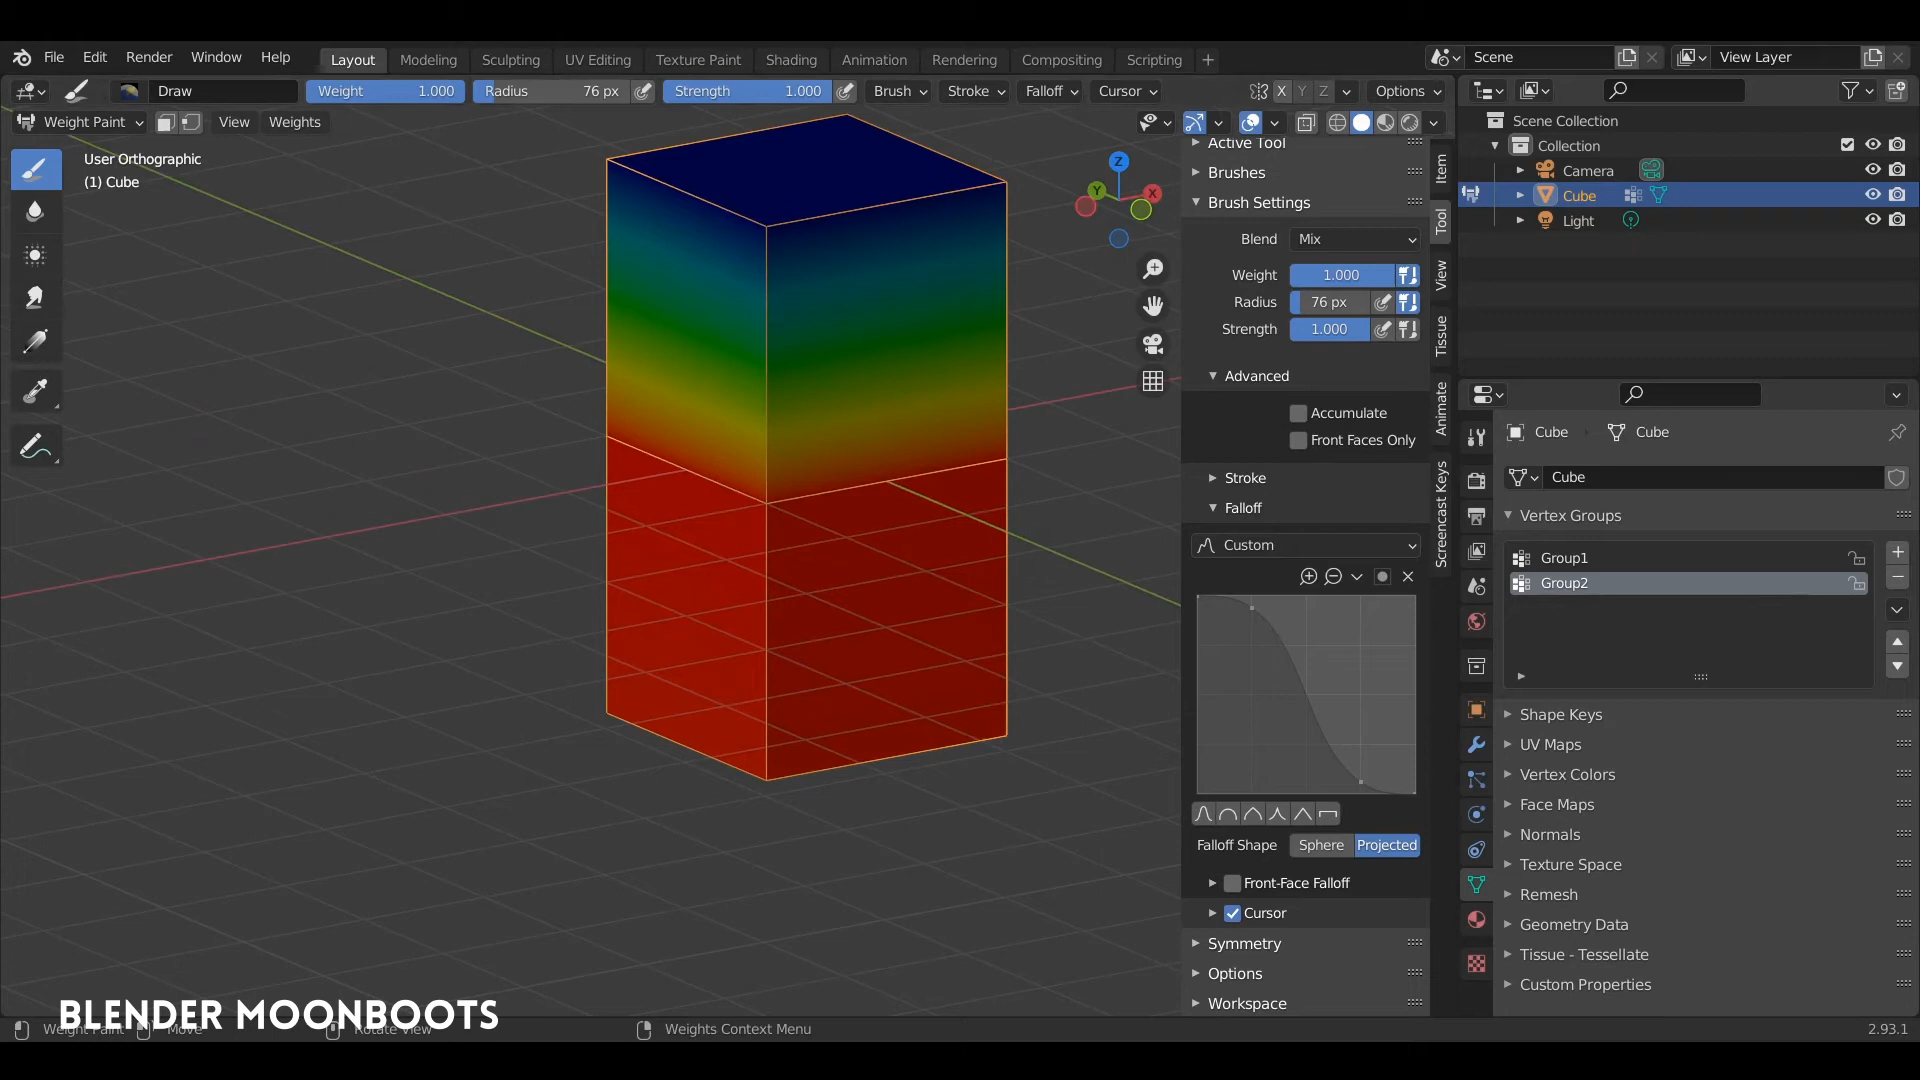 File Edit Render Window Help Layout Modeling Sculpting UV Editing Texture Paint Shading Animation Rendering Compositing Scripting + Scene View Layer
Draw Weight 1.000 Radius 76 px Strength 1.000 Brush Stroke Falloff Cursor X Y Z Options
Weight Paint View Weights
User Orthographic
(1) Cube
Z
Y
X
Active Tool
Brushes
Brush Settings
Blend Mix
Weight 1.000
Radius 76 px
Strength 1.000
Advanced
Accumulate
Front Faces Only
Stroke
Falloff
Custom
Falloff Shape Sphere Projected
Front-Face Falloff
Cursor
Symmetry
Options
Workspace
Item
Tool
View
Tissue
Animate
Screencast Keys
Scene Collection
Collection
Camera
Cube
Light
Cube Cube
Cube
Vertex Groups
Group1
Group2
Shape Keys
UV Maps
Vertex Colors
Face Maps
Normals
Texture Space
Remesh
Geometry Data
Tissue - Tessellate
Custom Properties
BLENDER MOONBOOTS
Weight Paint Move Rotate View Weights Context Menu 2.93.1